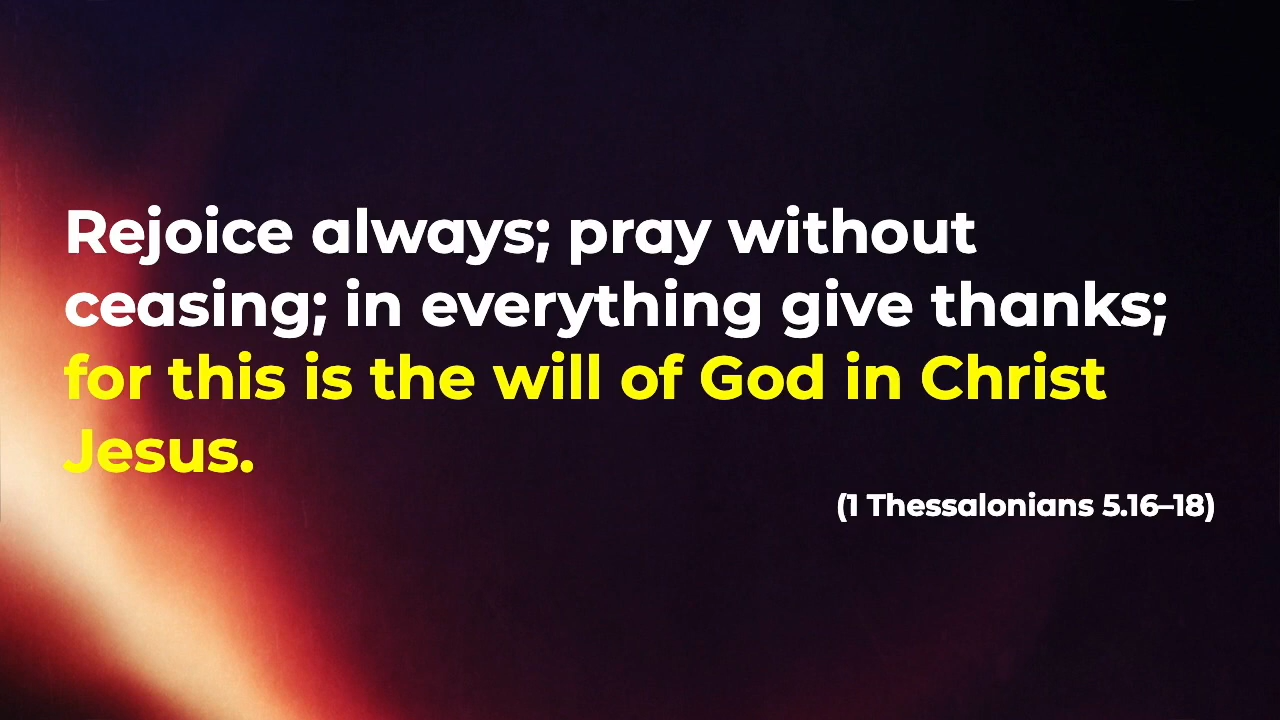 Rejoice always; pray without
ceasing; in everything give thanks;
for this is the will of God in Christ
Jesus.
(1 Thessalonians 5.16–18)